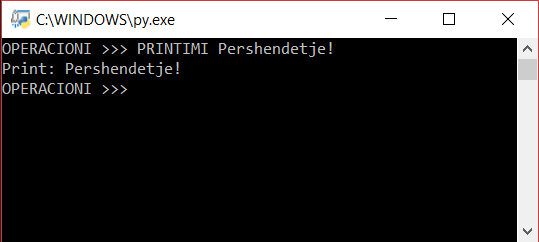 C:\WINDOWS\py.exe
OPERACIONI >>> PRINTIMI Pershendetje!
Print: Pershendetje!
OPERACIONI >>>